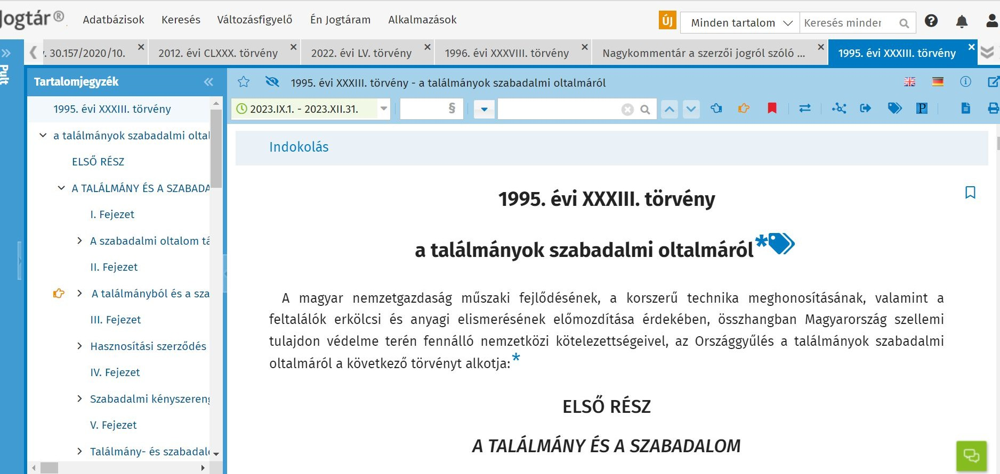 Jogtár®
Adatbázisok Keresés Változásfigyelő Én Jogtáram Alkalmazások
ÚJ Minden tartalom Keresés minder
30.157/2020/10. 2012. évi CLXXX. törvény 2022. évi LV. törvény 1996. évi XXXVIII. törvény Nagykommentár a szerzői jogról szóló ... 1995. évi XXXIII. törvény
Pult
Tartalomjegyzék
1995. évi XXXIII. törvény
a találmányok szabadalmi olta
ELSŐ RÉSZ
A TALÁLMÁNY ÉS A SZABADA
I. Fejezet
A szabadalmi oltalom tá
II. Fejezet
A találmányból és a sza
III. Fejezet
Hasznosítási szerződés
IV. Fejezet
Szabadalmi kényszereng
V. Fejezet
Találmány- és szabadal
1995. évi XXXIII. törvény - a találmányok szabadalmi oltalmáról
2023.IX.1. - 2023.XII.31. § P
Indokolás
1995. évi XXXIII. törvény
a találmányok szabadalmi oltalmáról*
A magyar nemzetgazdaság műszaki fejlődésének, a korszerű technika meghonosításának, valamint a
feltalálók erkölcsi és anyagi elismerésének előmozdítása érdekében, összhangban Magyarország szellemi
tulajdon védelme terén fennálló nemzetközi kötelezettségeivel, az Országgyűlés a találmányok szabadalmi
oltalmáról a következő törvényt alkotja:*
ELSŐ RÉSZ
A TALÁLMÁNY ÉS A SZABADALOM